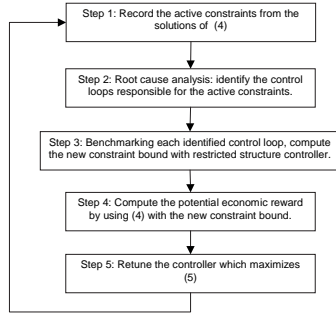 Step 1: Record the active constraints from the
solutions of (4)
Step 2: Root cause analysis: identify the control
loops responsible for the active constraints.
Step 3: Benchmarking each identified control loop, compute
the new constraint bound with restricted structure controller.
Step 4: Compute the potential economic reward
by using (4) with the new constraint bound.
Step 5: Retune the controller which maximizes
(5)